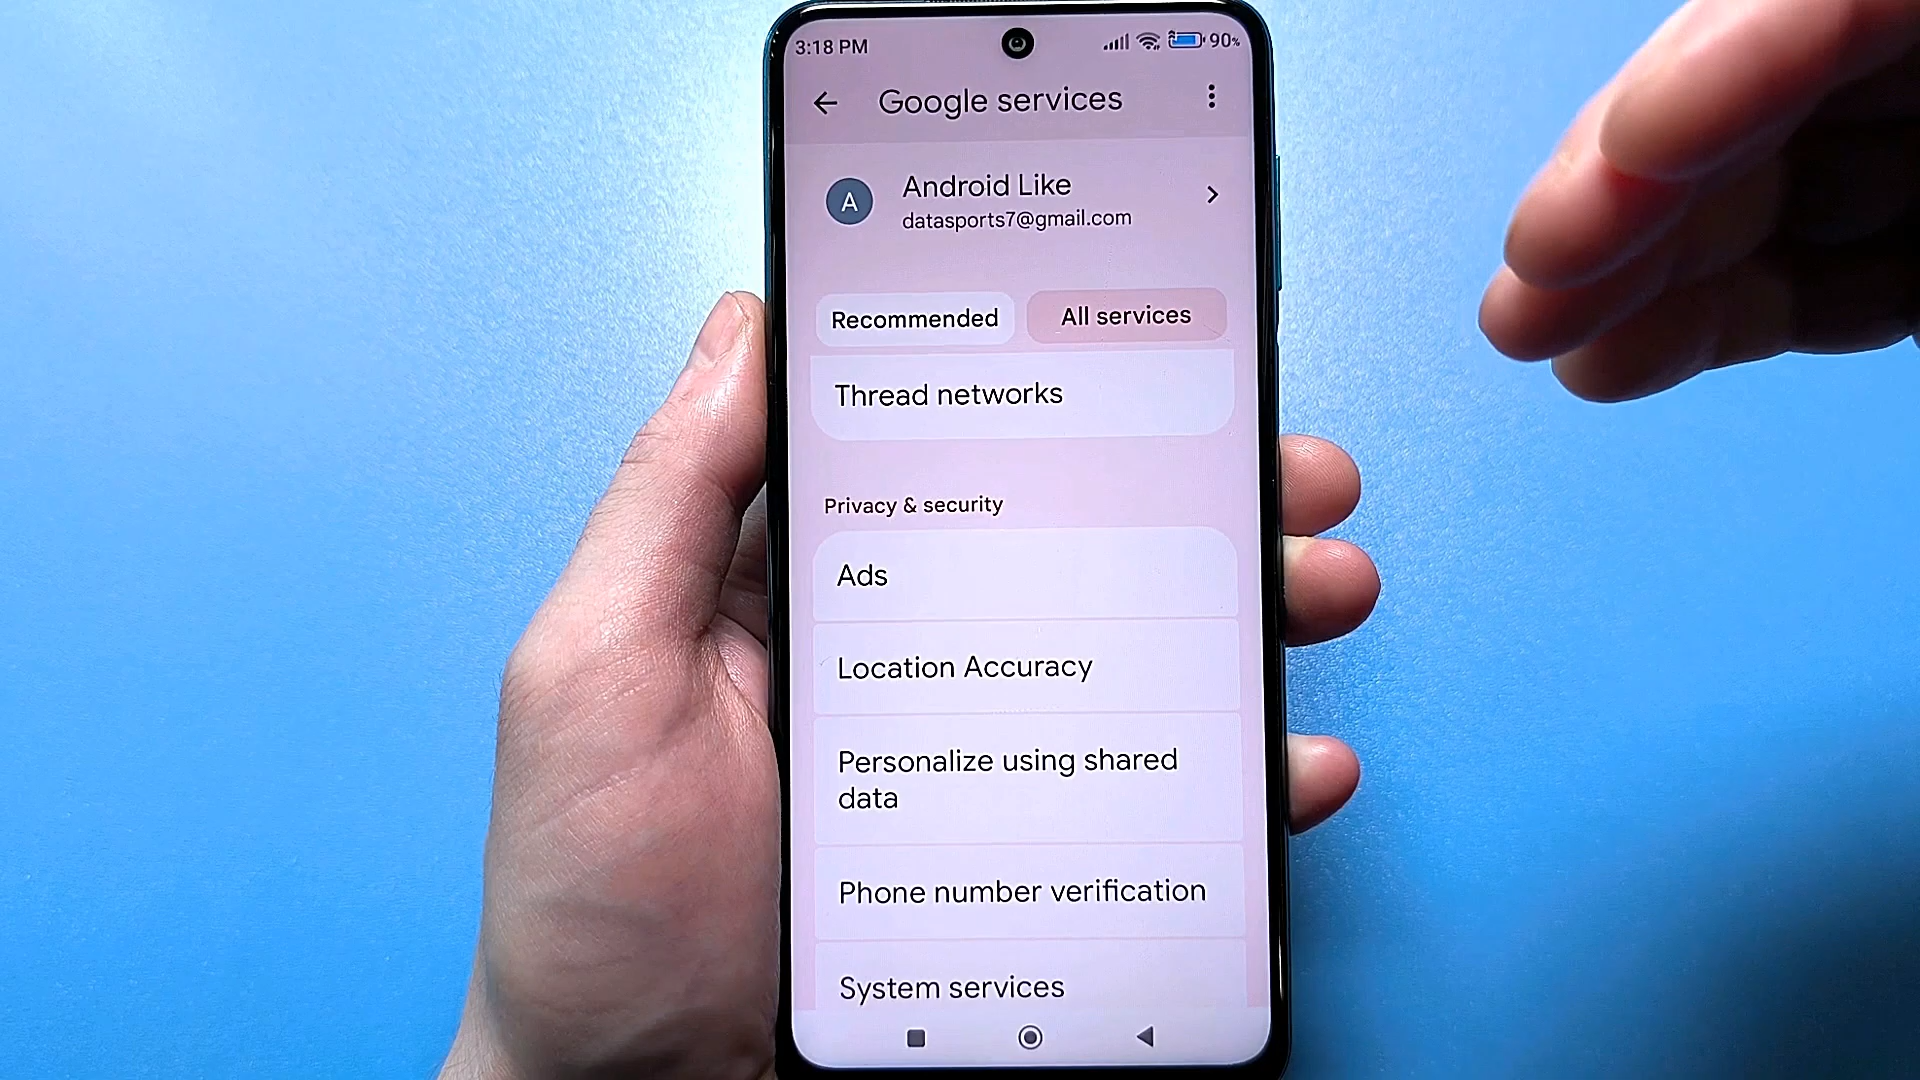 3:18 PM
90%
Google services
A
Android Like
datasports7@gmail.com
Recommended
All services
Thread networks
Privacy & security
Ads
Location Accuracy
Personalize using shared
data
Phone number verification
System services